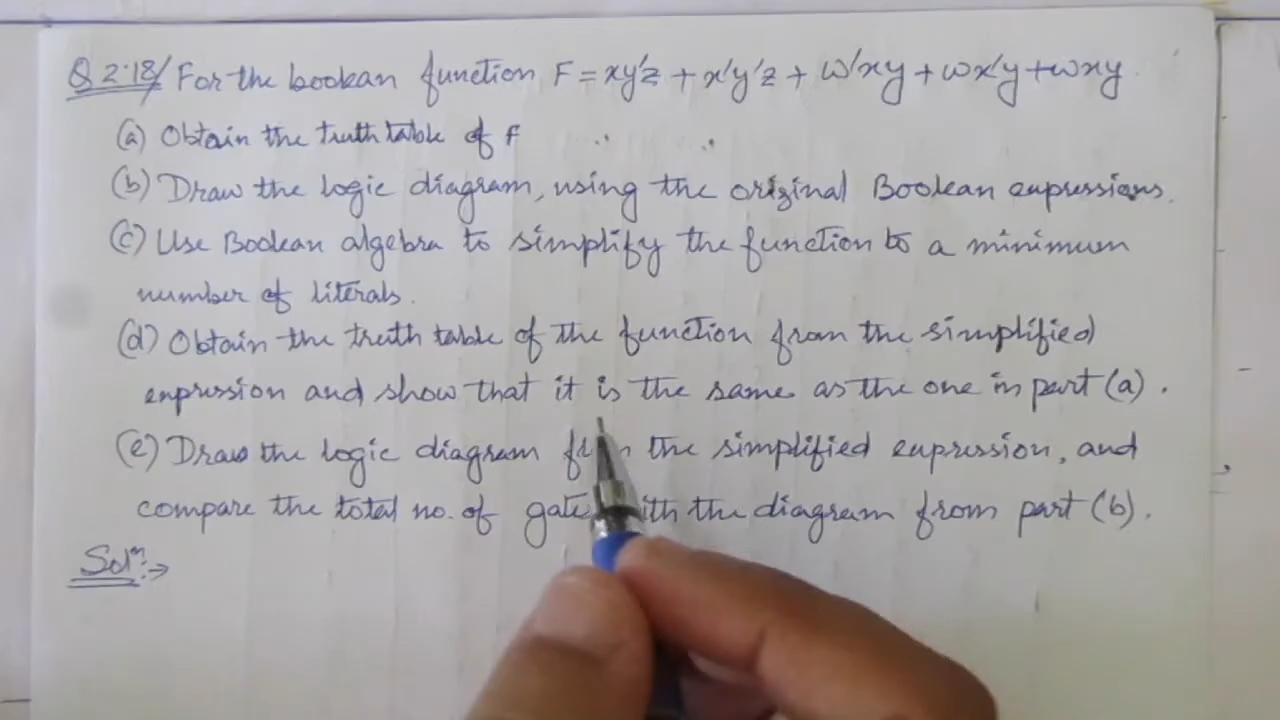 Q 2.18/ For the boolean function F = xy'z + x'y'z + w'xy + wx'y + wxy
(a) Obtain the truth table of F
(b) Draw the logic diagram, using the original Boolean expressions.
(c) Use Boolean algebra to simplify the function to a minimum
number of literals.
(d) Obtain the truth table of the function from the simplified
expression and show that it is the same as the one in part (a).
(e) Draw the logic diagram the simplified expression, and
compare the total no. of the diagram from part (b).
Solⁿ:→